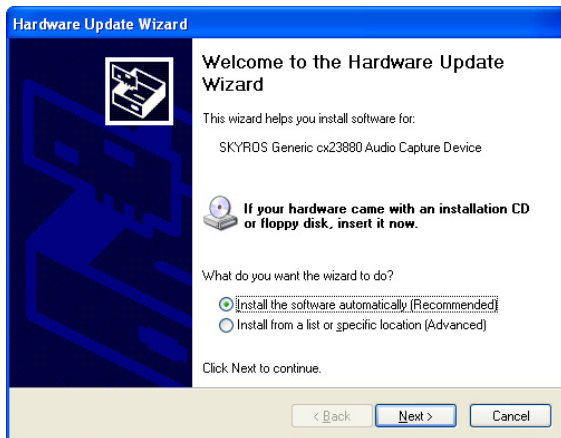 Hardware Update Wizard
Welcome to the Hardware Update
Wizard
This wizard helps you install software for:
SKYROS Generic cx23880 Audio Capture Device
If your hardware came with an installation CD
or floppy disk, insert it now.
What do you want the wizard to do?
Install the software automatically (Recommended)
Install from a list or specific location (Advanced)
Click Next to continue.
< Back
Next >
Cancel